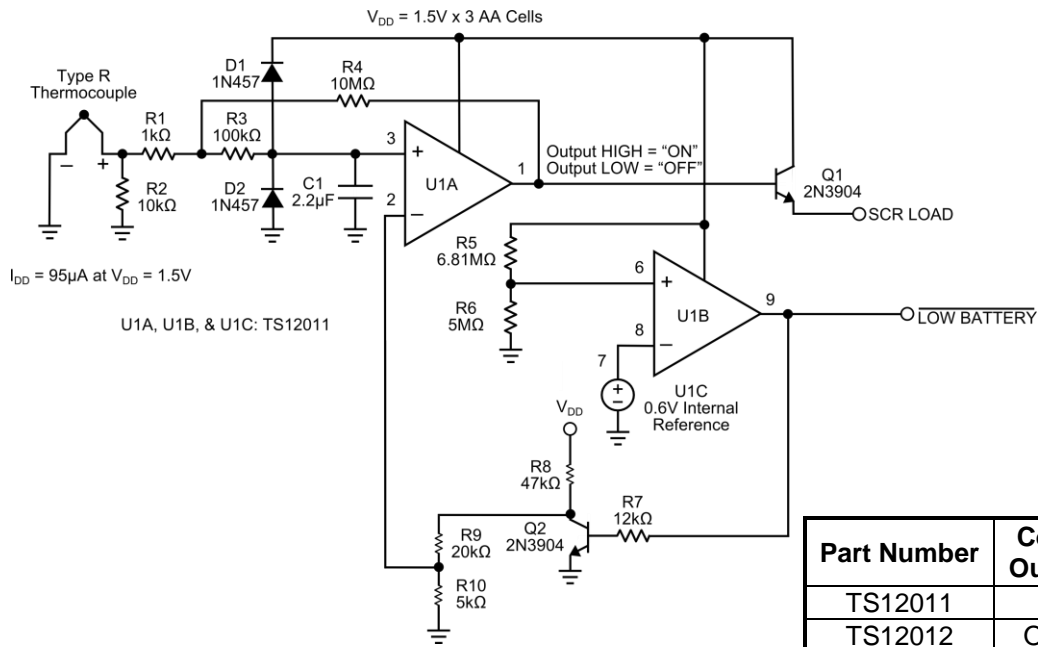 V_DD = 1.5V x 3 AA Cells
D1
1N457
R4
10MΩ
Type R
Thermocouple
R1
1kΩ
R3
100kΩ
−
+
R2
10kΩ
D2
1N457
C1
2.2µF
3
+
U1A
2
−
1
Output HIGH = “ON”
Output LOW = “OFF”
Q1
2N3904
SCR LOAD
I_DD = 95µA at V_DD = 1.5V
U1A, U1B, & U1C: TS12011
R5
6.81MΩ
R6
5MΩ
6
+
U1B
8
−
9
LOW BATTERY
7
+
−
U1C
0.6V Internal
Reference
V_DD
R8
47kΩ
R7
12kΩ
Q2
2N3904
R9
20kΩ
R10
5kΩ
Part Number
TS12011
TS12012